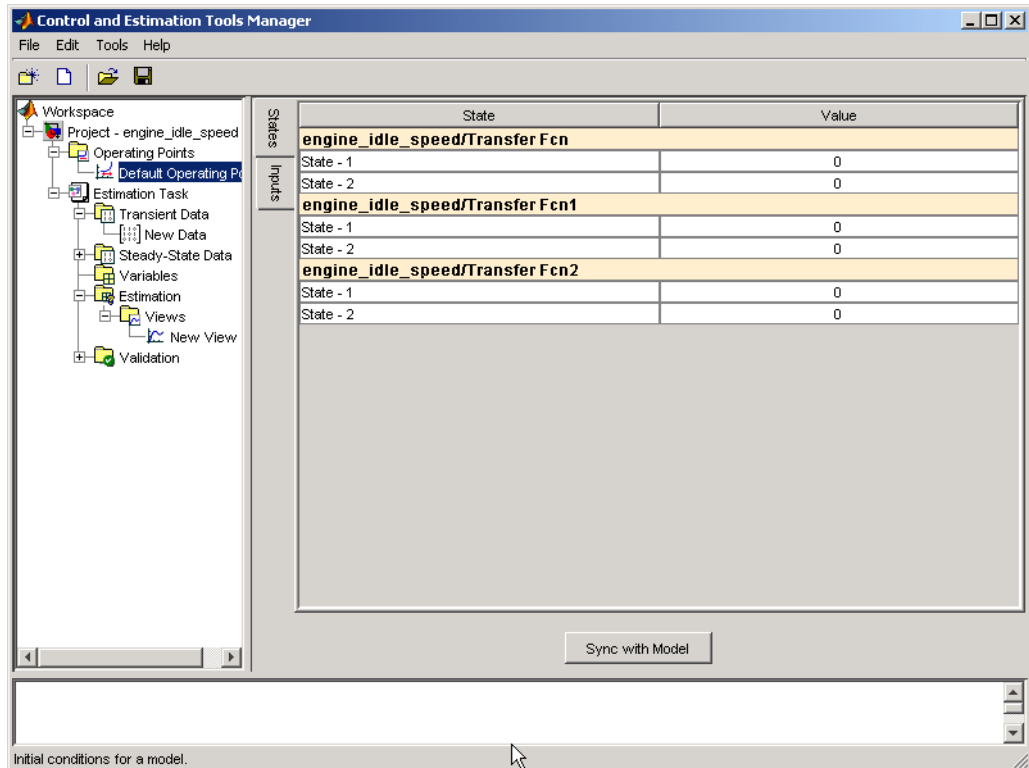 Control and Estimation Tools Manager
File Edit Tools Help
Workspace
Project - engine_idle_speed
Operating Points
Default Operating Po
Estimation Task
Transient Data
New Data
Steady-State Data
Variables
Estimation
Views
New View
Validation
States
Inputs
State Value
engine_idle_speed/Transfer Fcn
State - 1 0
State - 2 0
engine_idle_speed/Transfer Fcn1
State - 1 0
State - 2 0
engine_idle_speed/Transfer Fcn2
State - 1 0
State - 2 0
Sync with Model
Initial conditions for a model.